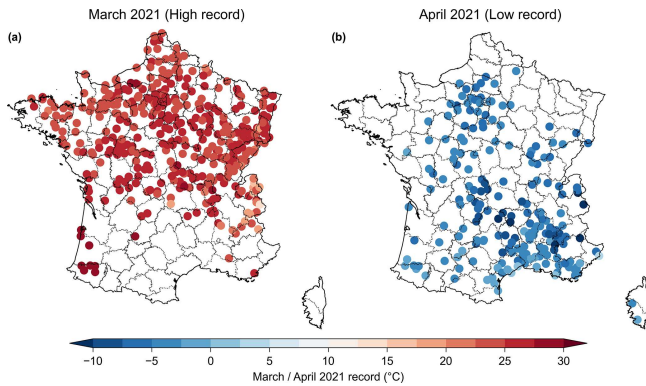 March 2021 (High record)
April 2021 (Low record)
(a)
(b)
−10 −5 0 5 10 15 20 25 30
March / April 2021 record (°C)